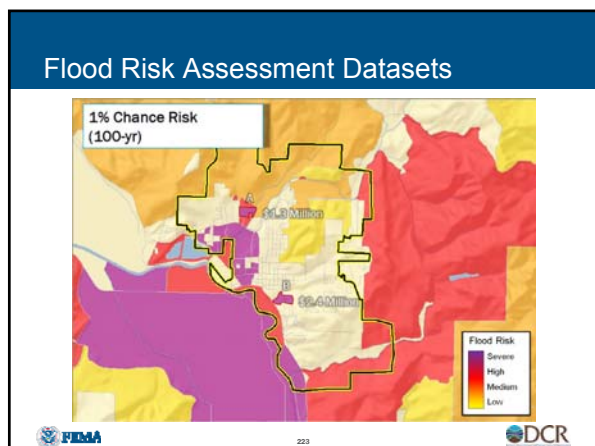 Flood Risk Assessment Datasets
1% Chance Risk
(100-yr)
A
$1.3 Million
B
$2.4 Million
Flood Risk
Severe
High
Medium
Low
FEMA
223
DCR